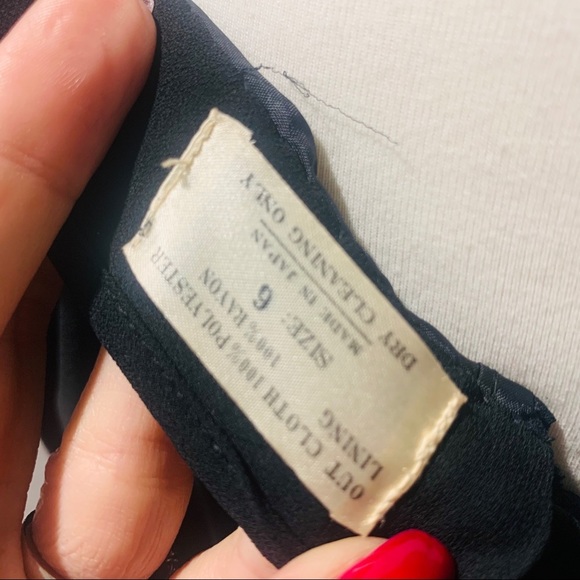 OUT CLOTH 100% POLYESTER
LINING 100% RAYON
SIZE: 9
MADE IN JAPAN
DRY CLEANING ONLY